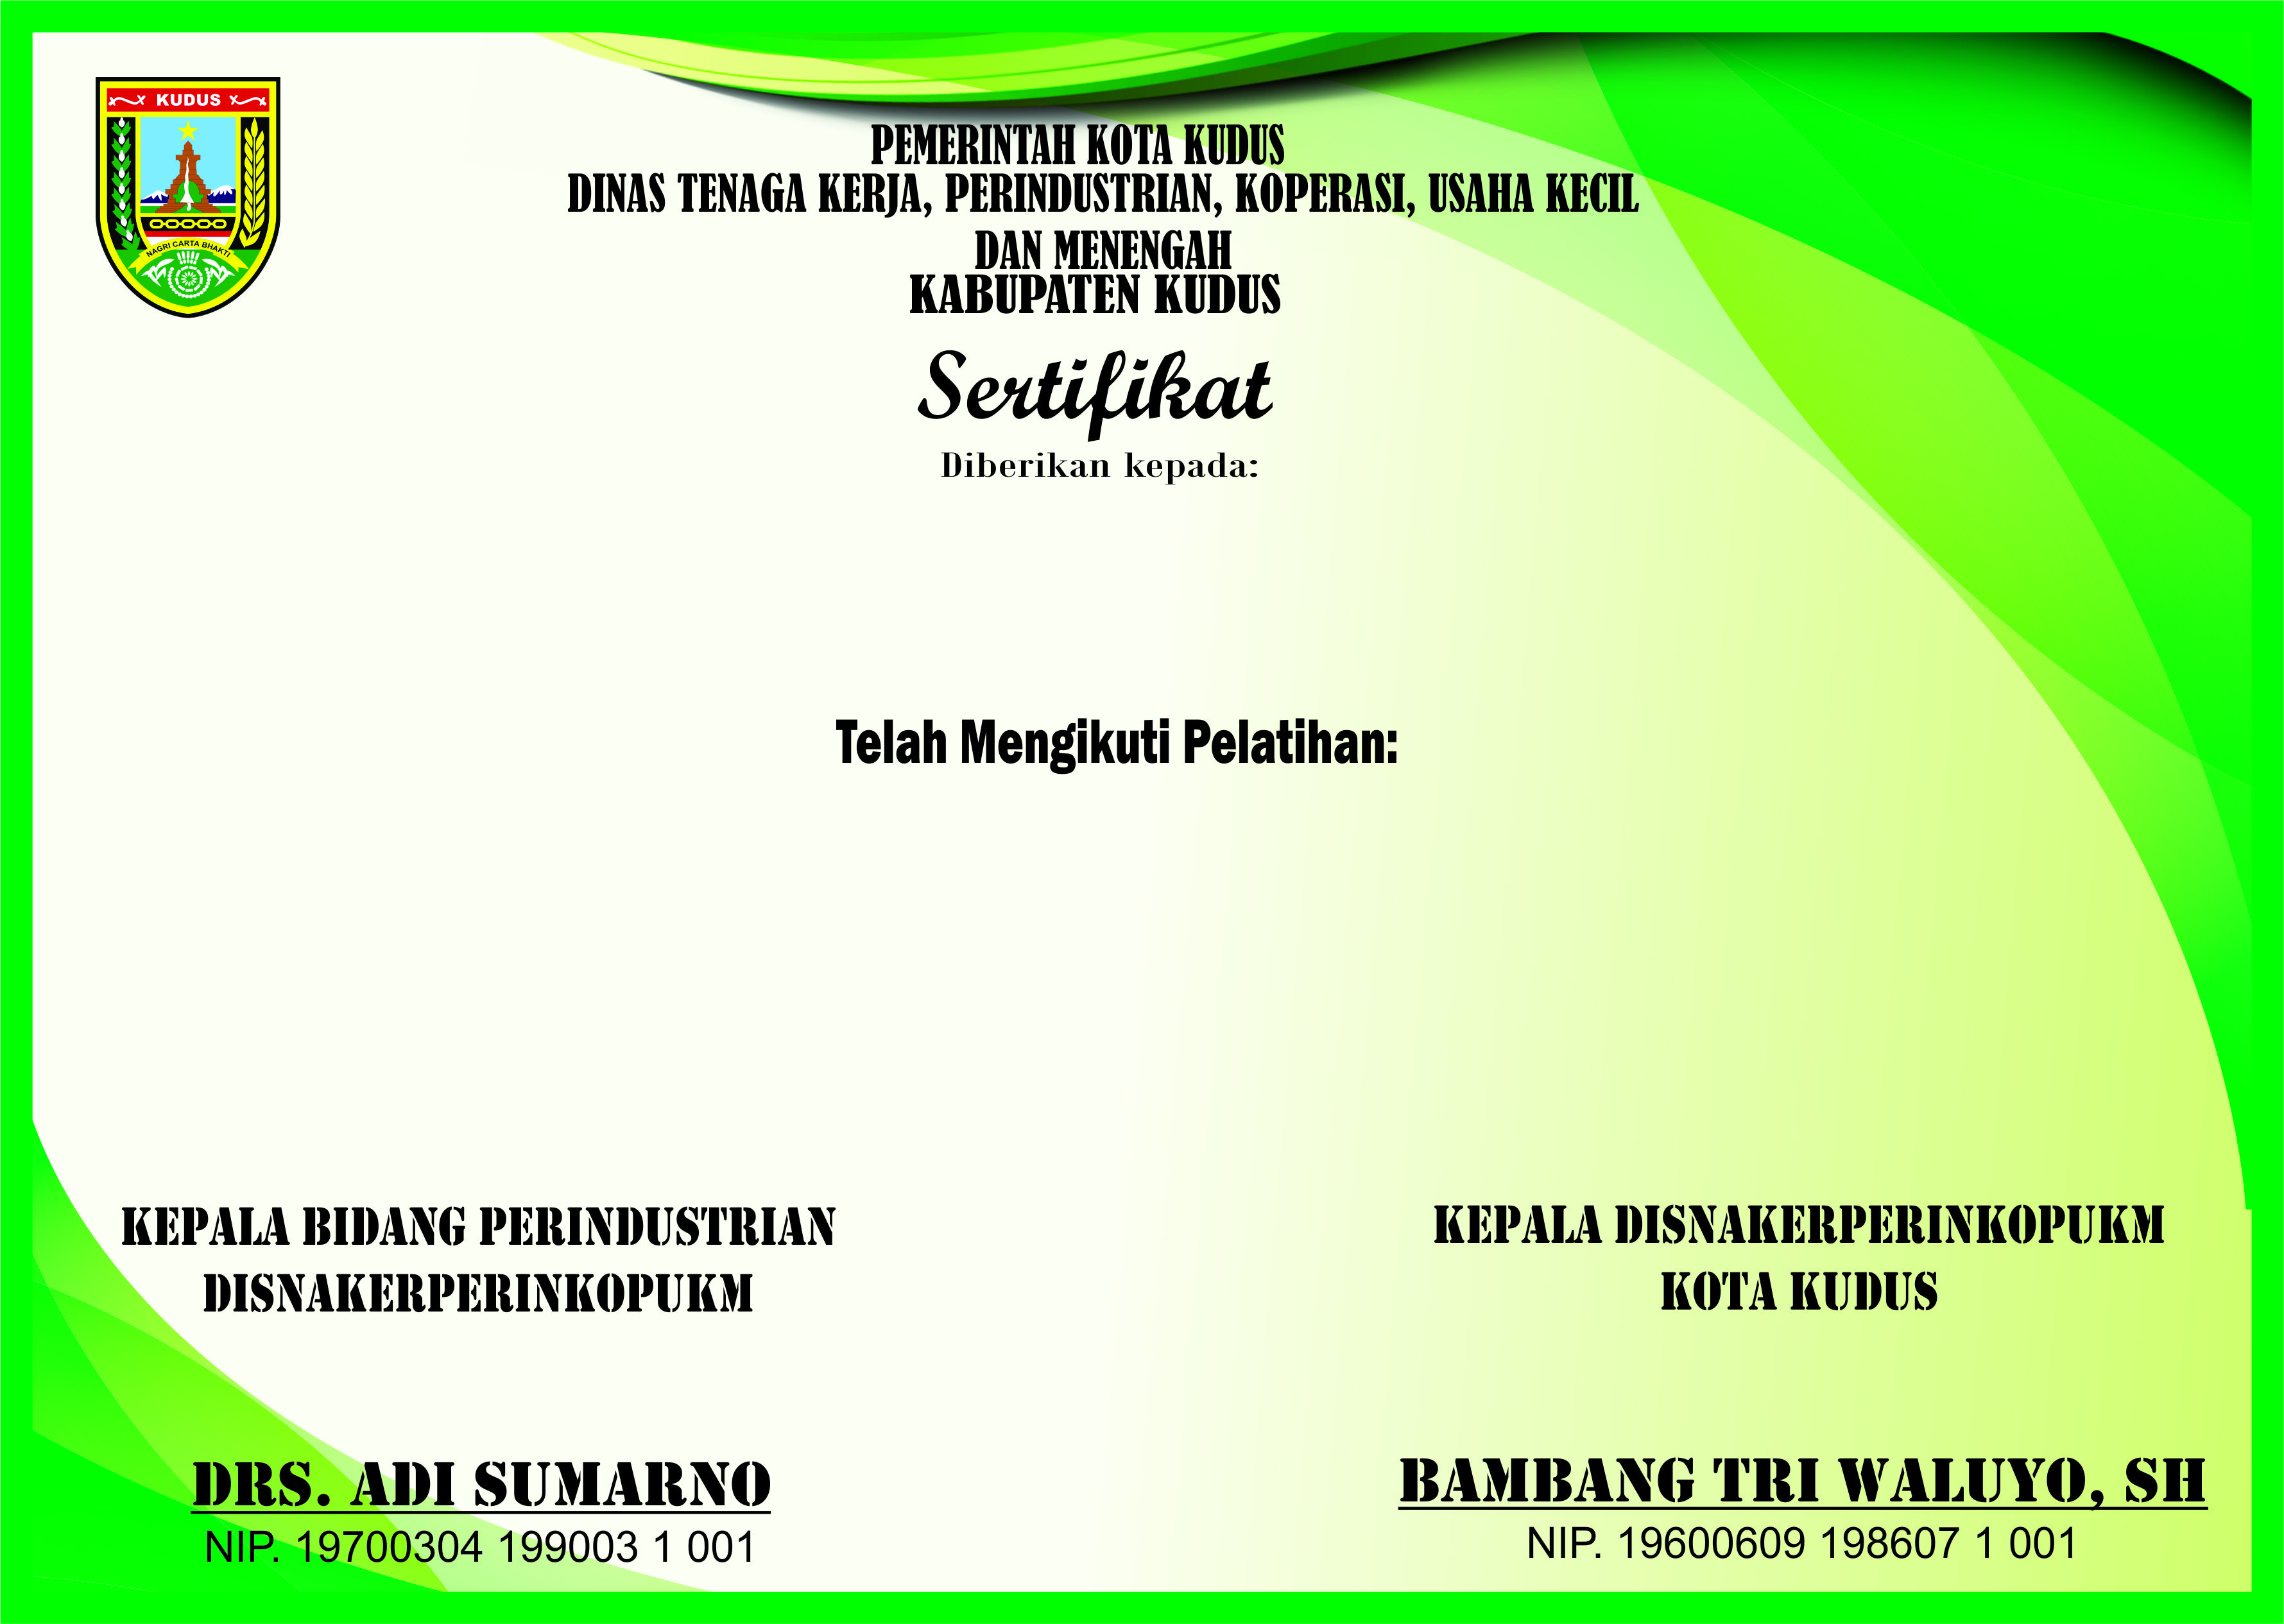 KUDUS
NAGRI CARTA BHAKTI
PEMERINTAH KOTA KUDUS
DINAS TENAGA KERJA, PERINDUSTRIAN, KOPERASI, USAHA KECIL
DAN MENENGAH
KABUPATEN KUDUS
Sertifikat
Diberikan kepada:
Telah Mengikuti Pelatihan:
KEPALA BIDANG PERINDUSTRIAN
DISNAKERPERINKOPUKM
DRS. ADI SUMARNO
NIP. 19700304 199003 1 001
KEPALA DISNAKERPERINKOPUKM
KOTA KUDUS
BAMBANG TRI WALUYO, SH
NIP. 19600609 198607 1 001